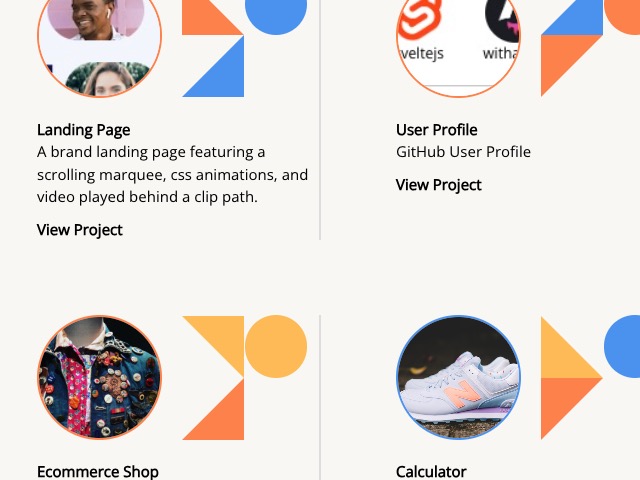 veltejs
witha
Landing Page
A brand landing page featuring a
scrolling marquee, css animations, and
video played behind a clip path.
View Project
User Profile
GitHub User Profile
View Project
Ecommerce Shop
Calculator